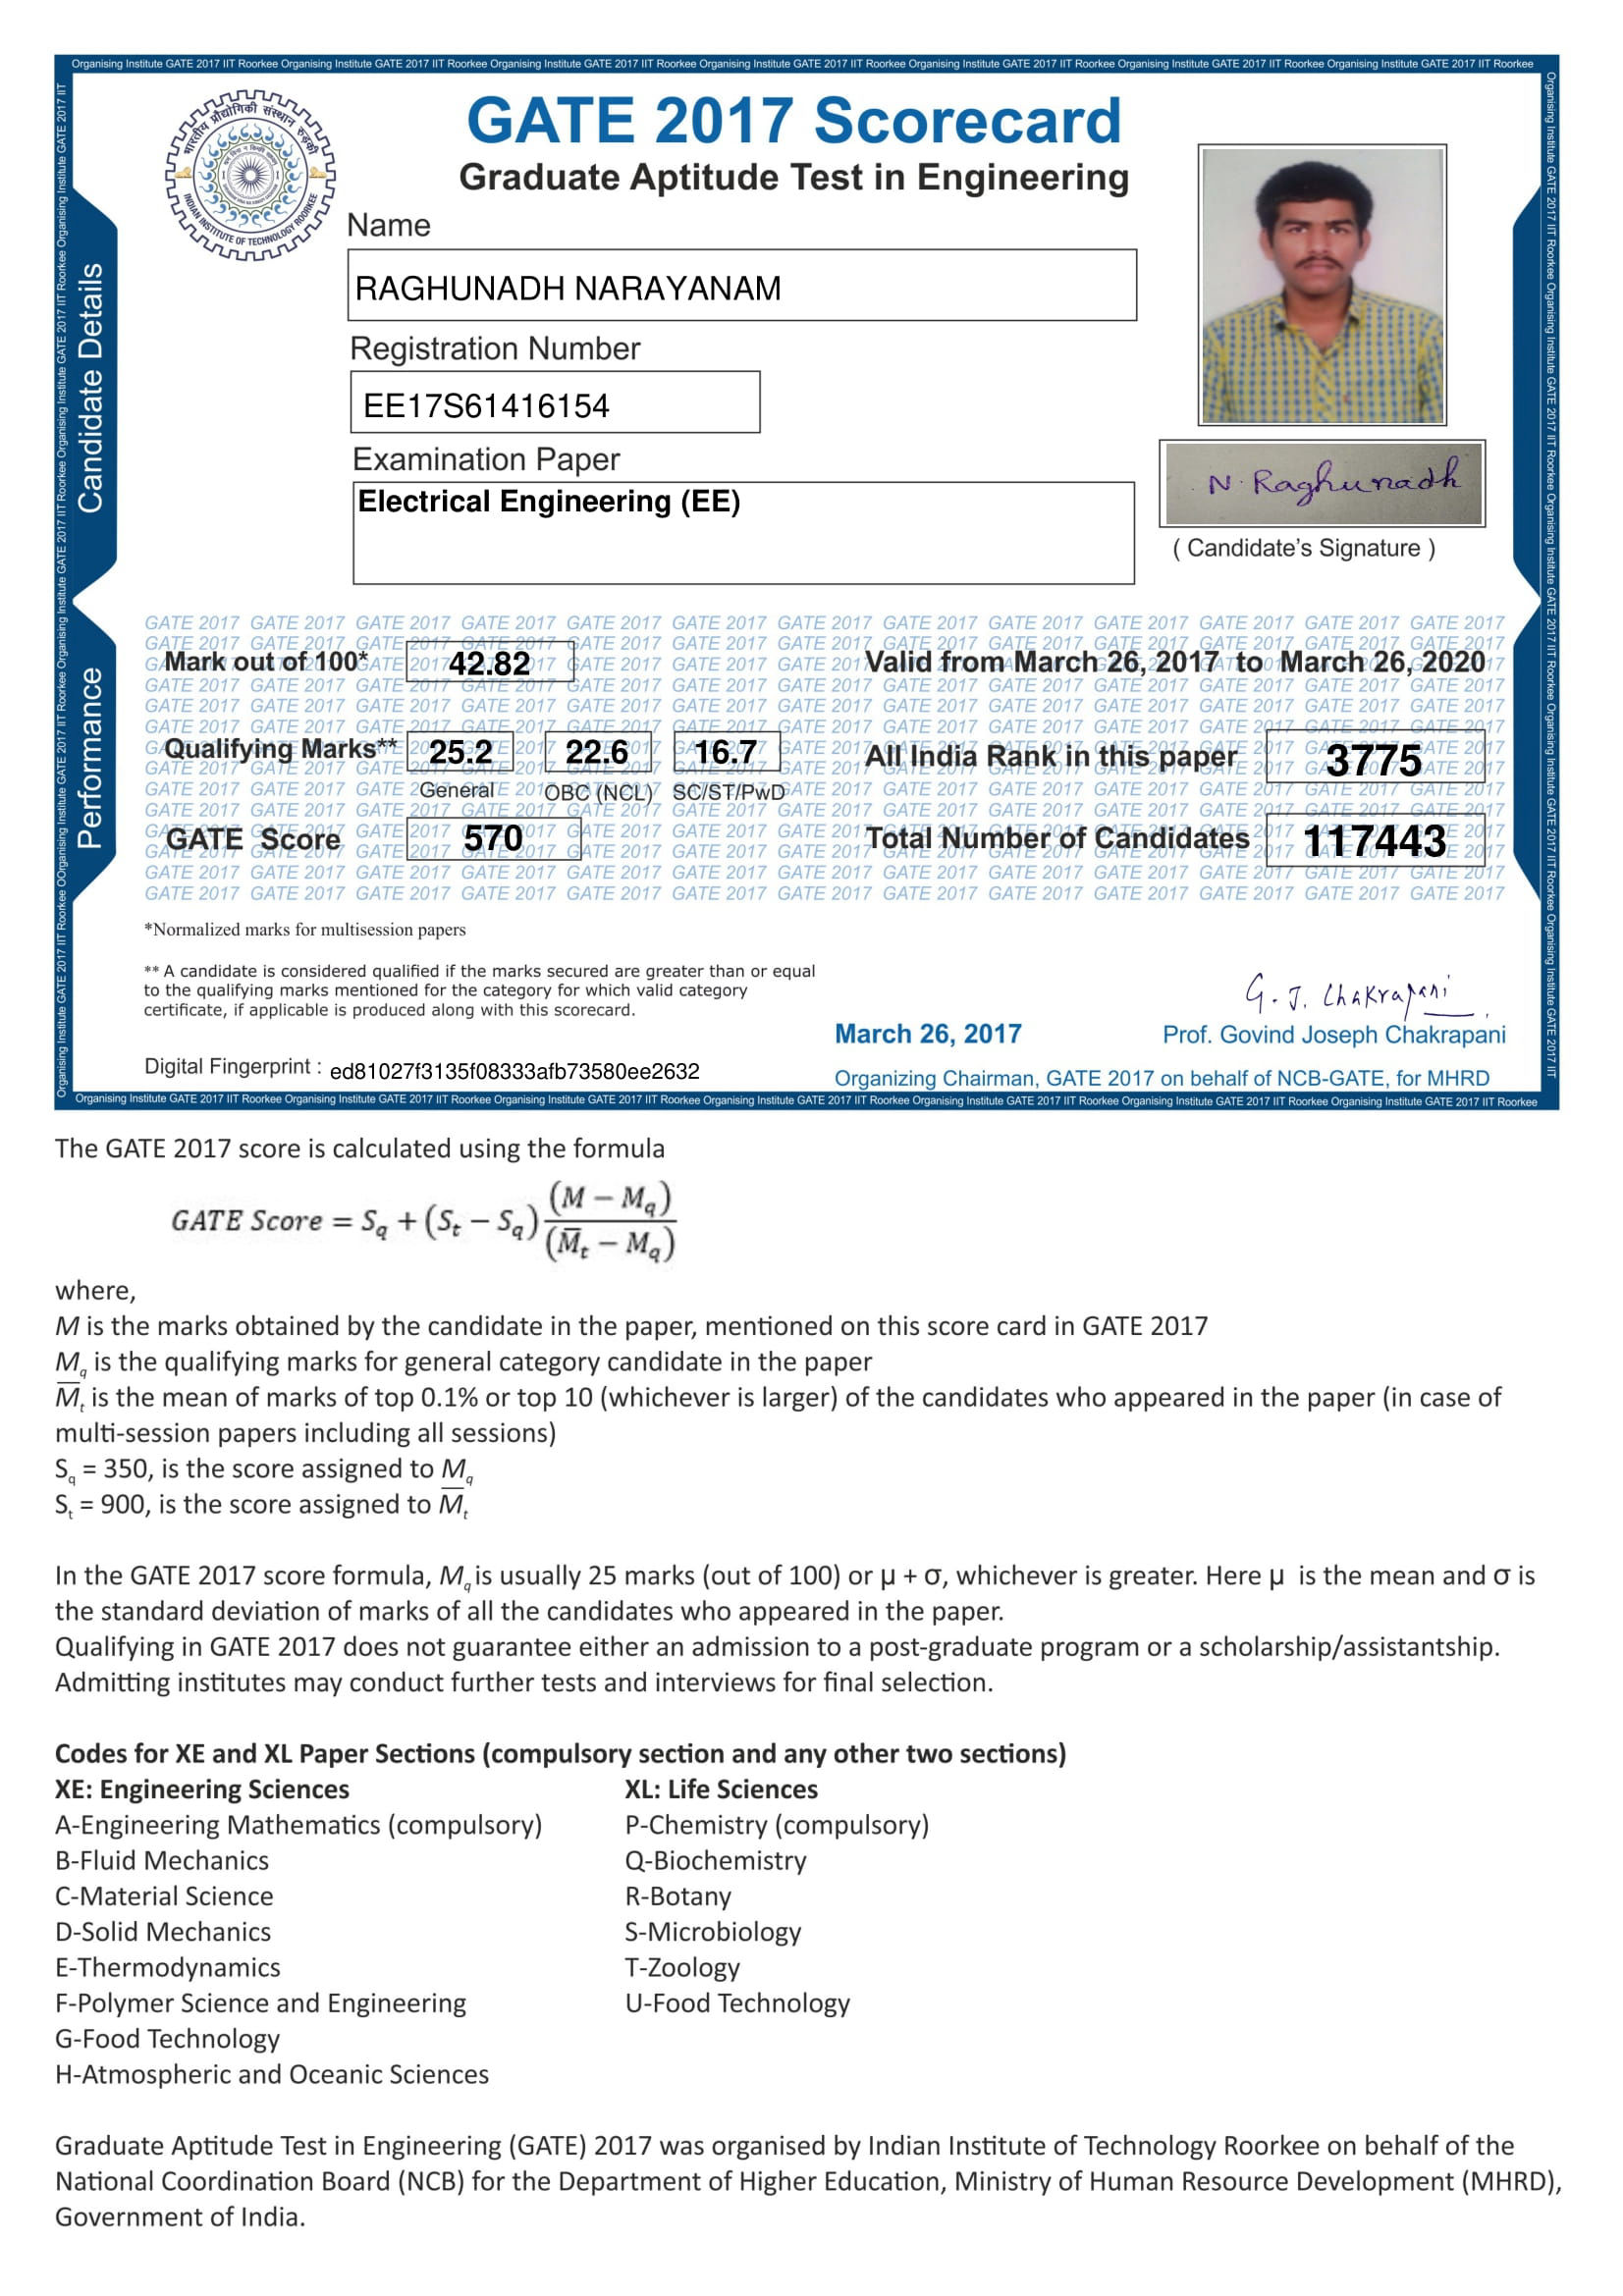 Organising Institute GATE 2017 IIT Roorkee Organising Institute GATE 2017 IIT Roorkee Organising Institute GATE 2017 IIT Roorkee Organising Institute GATE 2017 IIT Roorkee Organising Institute GATE 2017 IIT Roorkee Organising Institute GATE 2017 IIT Roorkee Organising Institute GATE 2017 IIT Roorkee
भारतीय प्रौद्योगिकी संस्थान रुड़की
INDIAN INSTITUTE OF TECHNOLOGY ROORKEE
GATE 2017 Scorecard
Graduate Aptitude Test in Engineering
Candidate Details
Name
RAGHUNADH NARAYANAM
Registration Number
EE17S61416154
Examination Paper
Electrical Engineering (EE)
N. Raghunadh
( Candidate's Signature )
Performance
Mark out of 100* 42.82 Valid from March 26, 2017 to March 26, 2020
Qualifying Marks** 25.2 22.6 16.7 All India Rank in this paper 3775
General OBC (NCL) SC/ST/PwD
GATE Score 570 Total Number of Candidates 117443
*Normalized marks for multisession papers
** A candidate is considered qualified if the marks secured are greater than or equal
to the qualifying marks mentioned for the category for which valid category
certificate, if applicable is produced along with this scorecard.
G. J. Chakrapani
March 26, 2017 Prof. Govind Joseph Chakrapani
Digital Fingerprint : ed81027f3135f08333afb73580ee2632
Organizing Chairman, GATE 2017 on behalf of NCB-GATE, for MHRD
Organising Institute GATE 2017 IIT Roorkee Organising Institute GATE 2017 IIT Roorkee Organising Institute GATE 2017 IIT Roorkee Organising Institute GATE 2017 IIT Roorkee Organising Institute GATE 2017 IIT Roorkee Organising Institute GATE 2017 IIT Roorkee Organising Institute GATE 2017 IIT Roorkee
The GATE 2017 score is calculated using the formula
GATE Score = S_q + (S_t − S_q) (M − M_q) / (M̅_t − M_q)
where,
M is the marks obtained by the candidate in the paper, mentioned on this score card in GATE 2017
M_q is the qualifying marks for general category candidate in the paper
M̅_t is the mean of marks of top 0.1% or top 10 (whichever is larger) of the candidates who appeared in the paper (in case of
multi-session papers including all sessions)
S_q = 350, is the score assigned to M_q
S_t = 900, is the score assigned to M̅_t
In the GATE 2017 score formula, M_q is usually 25 marks (out of 100) or μ + σ, whichever is greater. Here μ is the mean and σ is
the standard deviation of marks of all the candidates who appeared in the paper.
Qualifying in GATE 2017 does not guarantee either an admission to a post-graduate program or a scholarship/assistantship.
Admitting institutes may conduct further tests and interviews for final selection.
Codes for XE and XL Paper Sections (compulsory section and any other two sections)
XE: Engineering Sciences XL: Life Sciences
A-Engineering Mathematics (compulsory) P-Chemistry (compulsory)
B-Fluid Mechanics Q-Biochemistry
C-Material Science R-Botany
D-Solid Mechanics S-Microbiology
E-Thermodynamics T-Zoology
F-Polymer Science and Engineering U-Food Technology
G-Food Technology
H-Atmospheric and Oceanic Sciences
Graduate Aptitude Test in Engineering (GATE) 2017 was organised by Indian Institute of Technology Roorkee on behalf of the
National Coordination Board (NCB) for the Department of Higher Education, Ministry of Human Resource Development (MHRD),
Government of India.